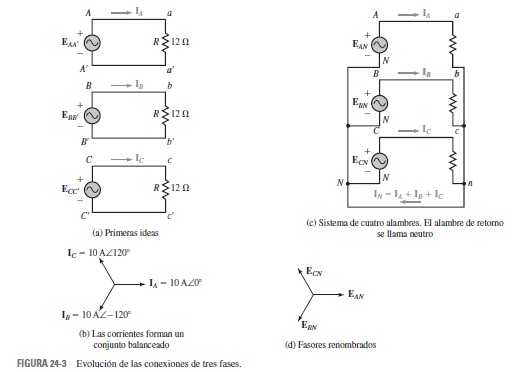 A I_A a
E_AA' + − R 12 Ω
A' a'
B I_B b
E_BB' + − R 12 Ω
B' b'
C I_C c
E_CC' + − R 12 Ω
C' c'
(a) Primeras ideas
I_C = 10 A∠120°
I_A = 10 A∠0°
I_B = 10 A∠−120°
(b) Las corrientes forman un
conjunto balanceado
A I_A a
E_AN + −
N
B I_B b
E_BN + −
N
C I_C c
E_CN + −
N
N n
I_N = I_A + I_B + I_C
(c) Sistema de cuatro alambres. El alambre de retorno
se llama neutro
E_CN
E_AN
E_BN
(d) Fasores renombrados
FIGURA 24-3 Evolución de las conexiones de tres fases.